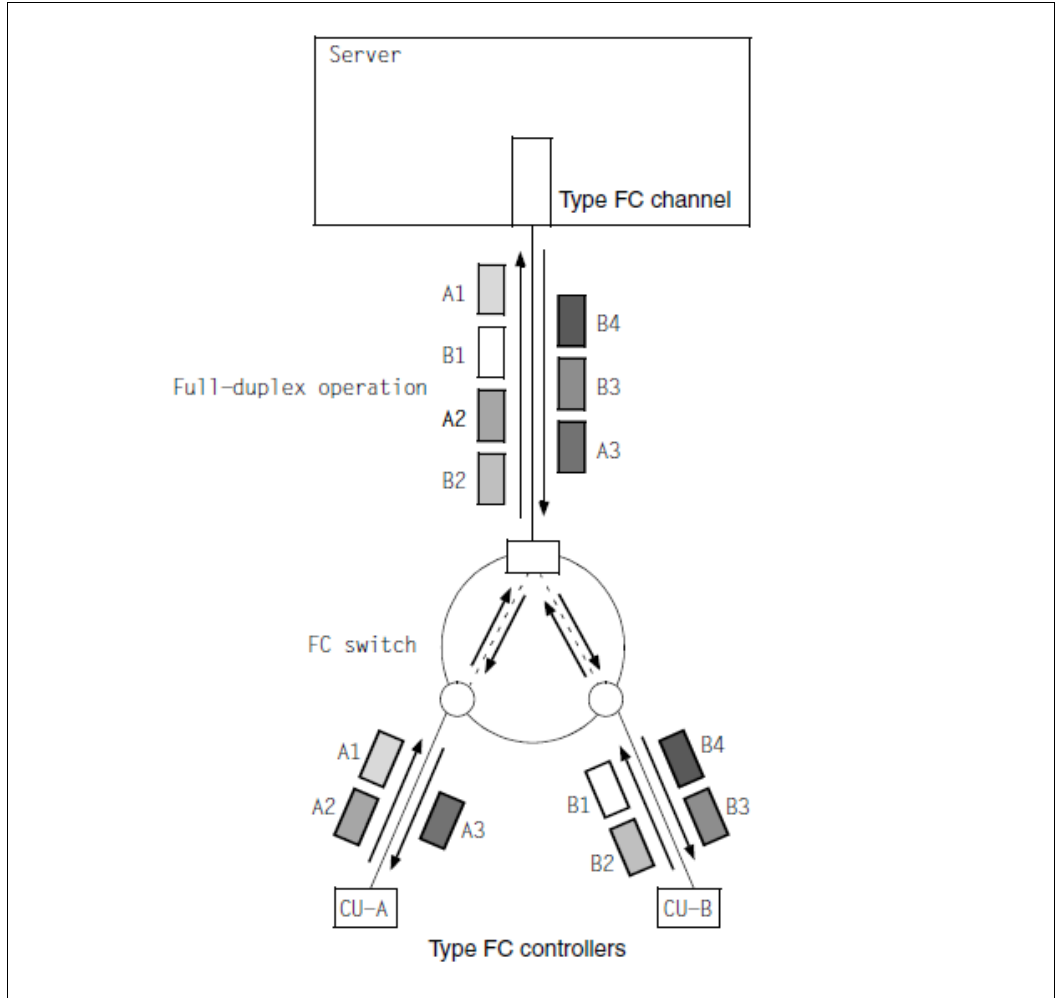 Server
Type FC channel
A1
B1
Full-duplex operation
A2
B2
B4
B3
A3
FC switch
A1
A2
A3
B1
B2
B4
B3
CU-A
CU-B
Type FC controllers